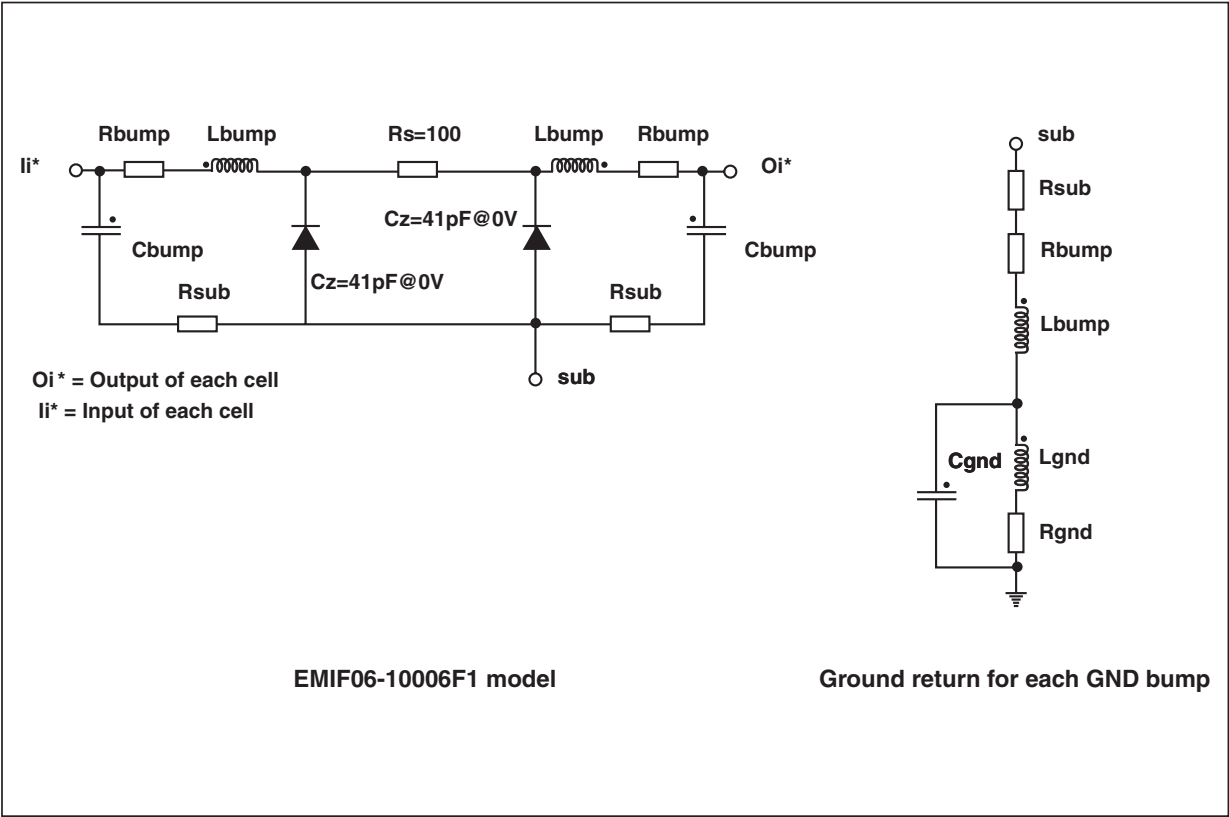 Rbump Lbump Rs=100 Lbump Rbump
Ii* Oi*
Cz=41pF@0V
Cbump Cbump
Cz=41pF@0V
Rsub Rsub
sub
Oi* = Output of each cell
Ii* = Input of each cell
EMIF06-10006F1 model
sub
Rsub
Rbump
Lbump
Cgnd Lgnd
Rgnd
Ground return for each GND bump